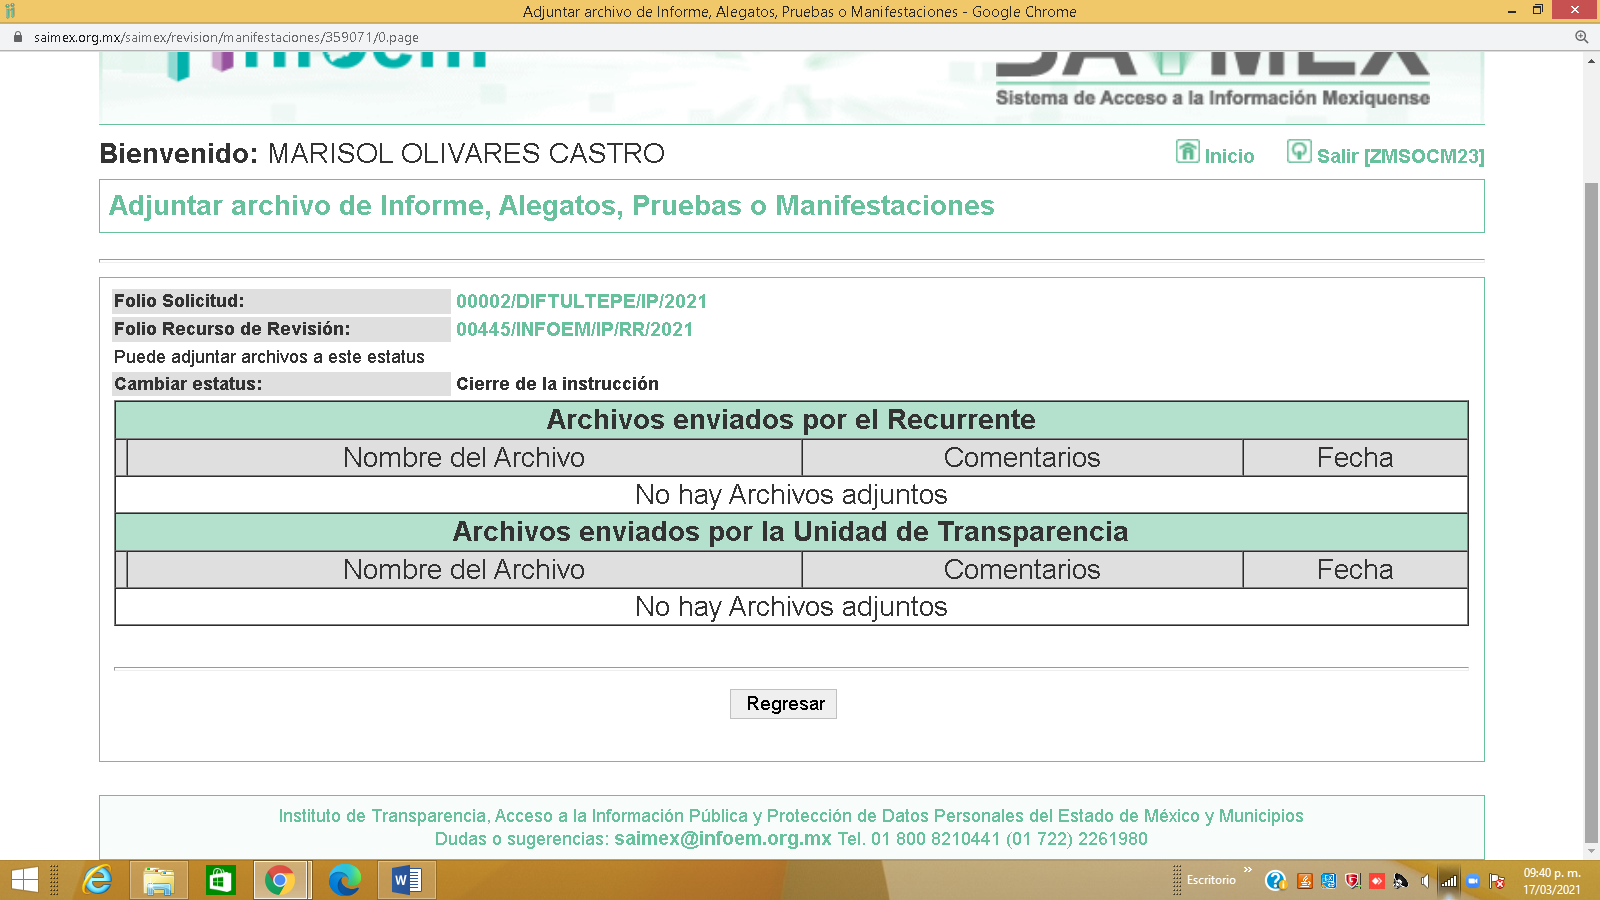 Adjuntar archivo de Informe, Alegatos, Pruebas o Manifestaciones - Google Chrome
saimex.org.mx/saimex/revision/manifestaciones/359071/0.page
infoem
SAIMEX
Sistema de Acceso a la Información Mexiquense
Bienvenido: MARISOL OLIVARES CASTRO
Inicio
Salir [ZMSOCM23]
Adjuntar archivo de Informe, Alegatos, Pruebas o Manifestaciones
Folio Solicitud: 00002/DIFTULTEPE/IP/2021
Folio Recurso de Revisión: 00445/INFOEM/IP/RR/2021
Puede adjuntar archivos a este estatus
Cambiar estatus: Cierre de la instrucción
Archivos enviados por el Recurrente
Nombre del Archivo Comentarios Fecha
No hay Archivos adjuntos
Archivos enviados por la Unidad de Transparencia
Nombre del Archivo Comentarios Fecha
No hay Archivos adjuntos
Regresar
Instituto de Transparencia, Acceso a la Información Pública y Protección de Datos Personales del Estado de México y Municipios
Dudas o sugerencias: saimex@infoem.org.mx Tel. 01 800 8210441 (01 722) 2261980
Escritorio
09:40 p. m.
17/03/2021